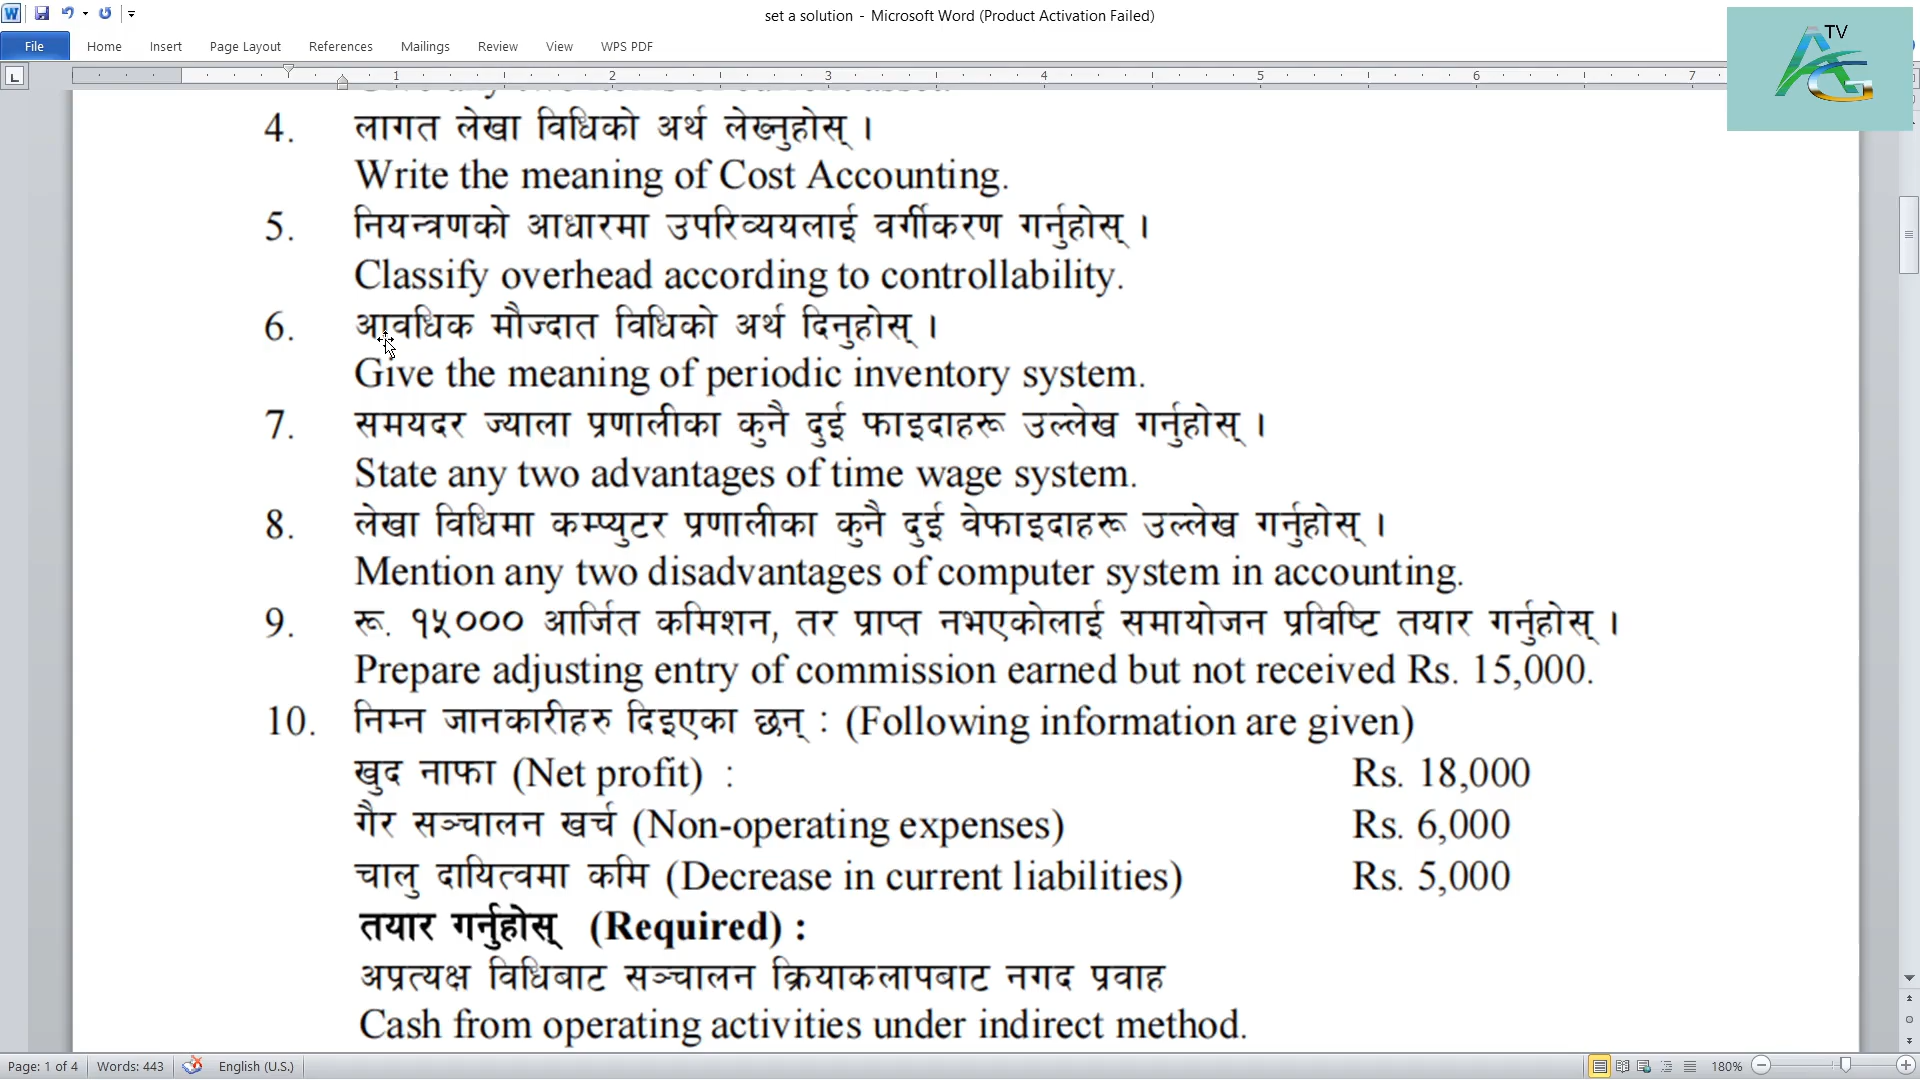 set a solution - Microsoft Word (Product Activation Failed)
File Home Insert Page Layout References Mailings Review View WPS PDF
TV
1 2 3 4 5 6 7
4. लागत लेखा विधिको अर्थ लेख्नुहोस् ।
Write the meaning of Cost Accounting.
5. नियन्त्रणको आधारमा उपरिव्ययलाई वर्गीकरण गर्नुहोस् ।
Classify overhead according to controllability.
6. आवधिक मौज्दात विधिको अर्थ दिनुहोस् ।
Give the meaning of periodic inventory system.
7. समयदर ज्याला प्रणालीका कुनै दुई फाइदाहरू उल्लेख गर्नुहोस् ।
State any two advantages of time wage system.
8. लेखा विधिमा कम्प्युटर प्रणालीका कुनै दुई वेफाइदाहरू उल्लेख गर्नुहोस् ।
Mention any two disadvantages of computer system in accounting.
9. रू. १५००० आर्जित कमिशन, तर प्राप्त नभएकोलाई समायोजन प्रविष्टि तयार गर्नुहोस् ।
Prepare adjusting entry of commission earned but not received Rs. 15,000.
10. निम्न जानकारीहरु दिइएका छन् : (Following information are given)
खुद नाफा (Net profit) : Rs. 18,000
गैर सञ्चालन खर्च (Non-operating expenses) Rs. 6,000
चालु दायित्वमा कमि (Decrease in current liabilities) Rs. 5,000
तयार गर्नुहोस् (Required) :
अप्रत्यक्ष विधिबाट सञ्चालन क्रियाकलापबाट नगद प्रवाह
Cash from operating activities under indirect method.
Page: 1 of 4 Words: 443 English (U.S.) 180%